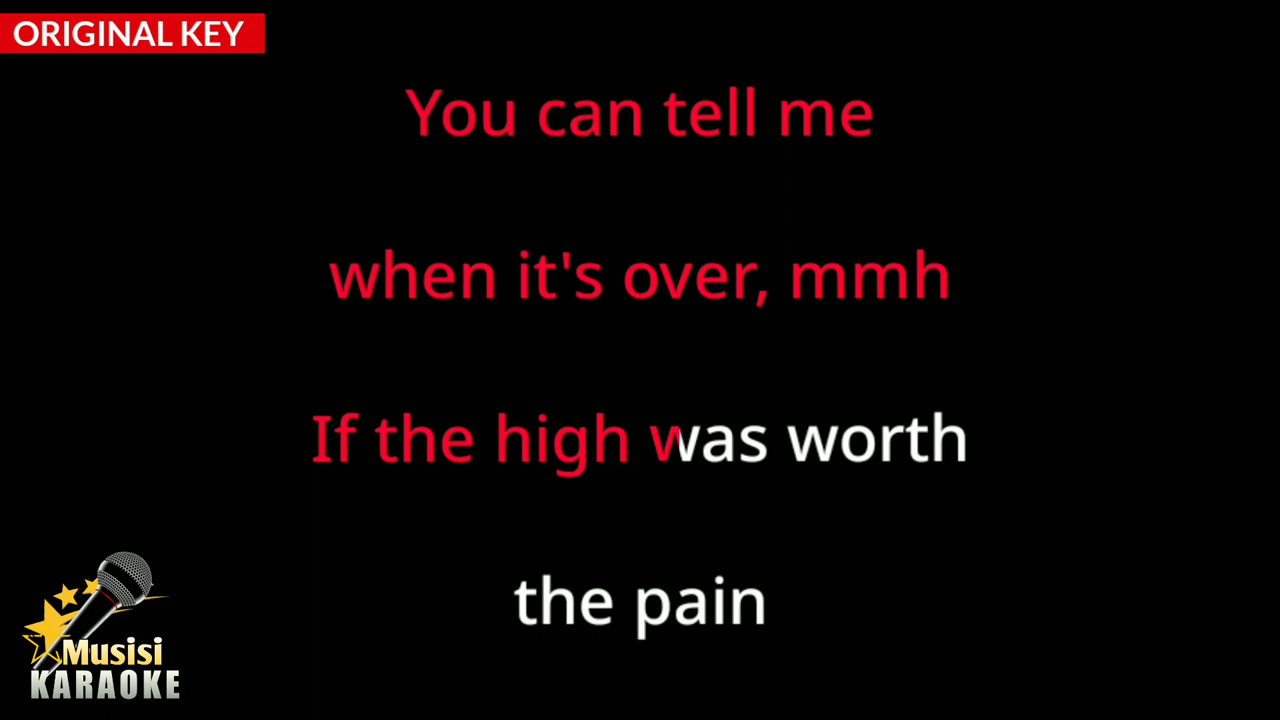 ORIGINAL KEY
You can tell me
when it's over, mmh
If the high was worth
the pain
Musisi
KARAOKE